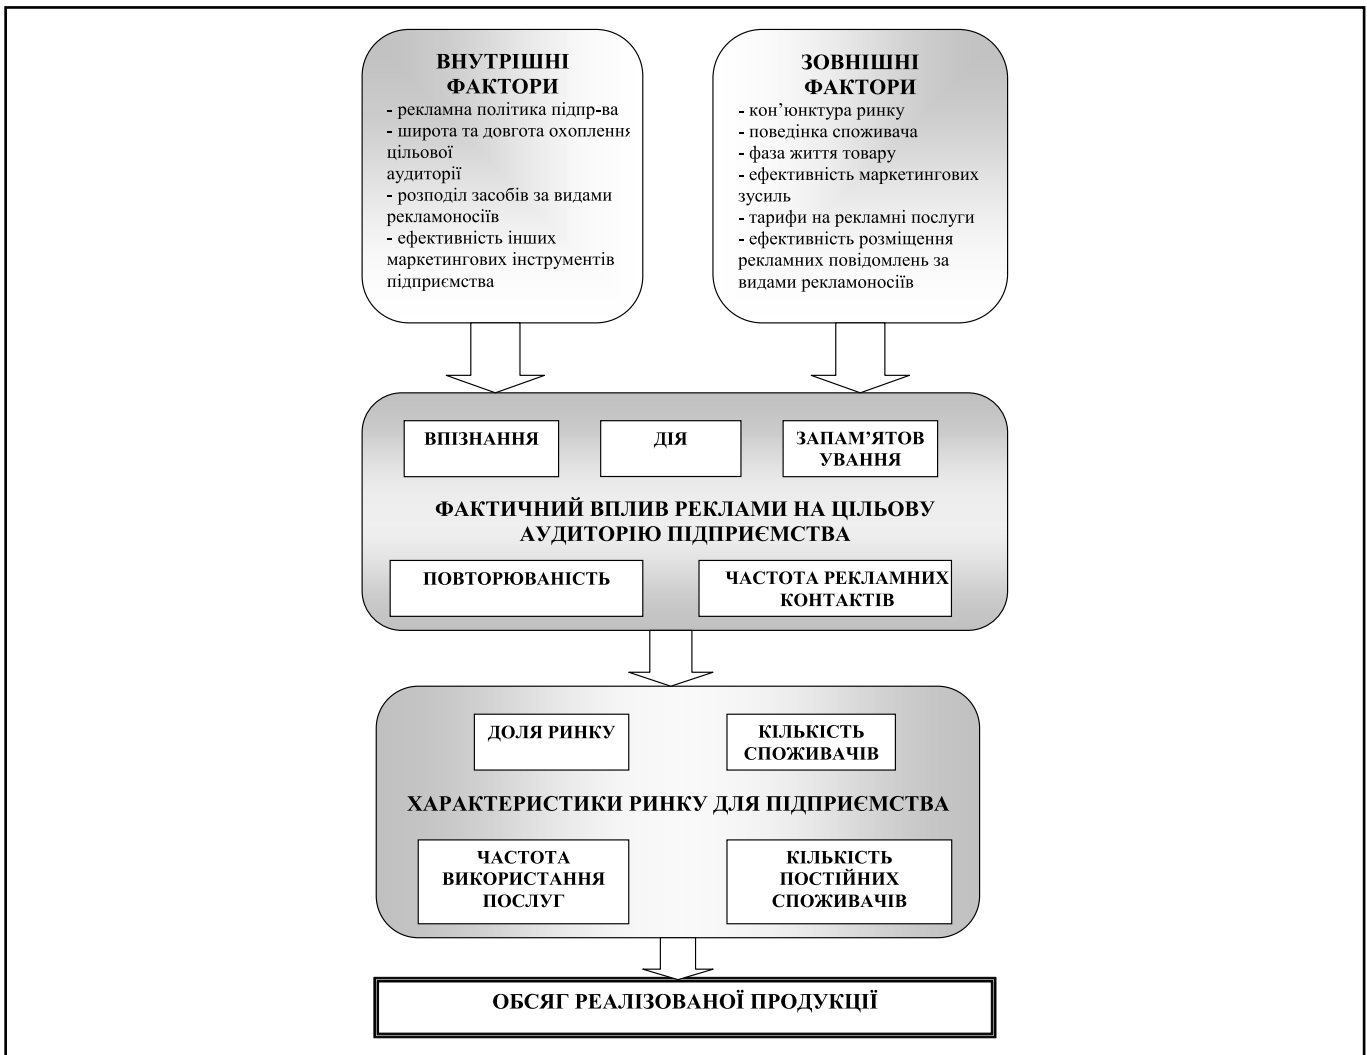 ВНУТРІШНІ
ФАКТОРИ
- рекламна політика підпр-ва
- широта та довгота охоплення
цільової
аудиторії
- розподіл засобів за видами
рекламоносіїв
- ефективність інших
маркетингових інструментів
підприємства
ЗОВНІШНІ
ФАКТОРИ
- кон’юнктура ринку
- поведінка споживача
- фаза життя товару
- ефективність маркетингових
зусиль
- тарифи на рекламні послуги
- ефективність розміщення
рекламних повідомлень за
видами рекламоносіїв
ВПІЗНАННЯ
ДІЯ
ЗАПАМ’ЯТОВ
УВАННЯ
ФАКТИЧНИЙ ВПЛИВ РЕКЛАМИ НА ЦІЛЬОВУ
АУДИТОРІЮ ПІДПРИЄМСТВА
ПОВТОРЮВАНІСТЬ
ЧАСТОТА РЕКЛАМНИХ
КОНТАКТІВ
ДОЛЯ РИНКУ
КІЛЬКІСТЬ
СПОЖИВАЧІВ
ХАРАКТЕРИСТИКИ РИНКУ ДЛЯ ПІДПРИЄМСТВА
ЧАСТОТА
ВИКОРИСТАННЯ
ПОСЛУГ
КІЛЬКІСТЬ
ПОСТІЙНИХ
СПОЖИВАЧІВ
ОБСЯГ РЕАЛІЗОВАНОЇ ПРОДУКЦІЇ